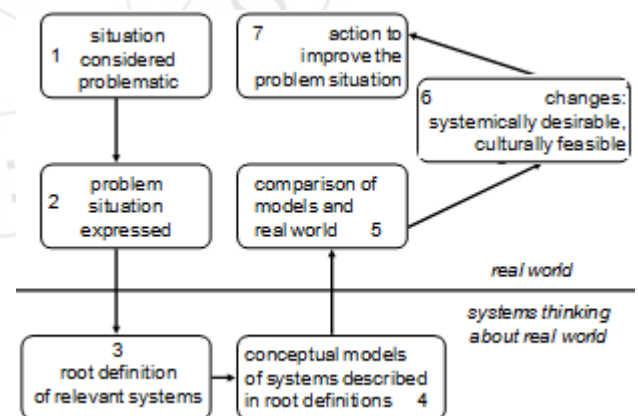 1 situation
considered
problematic
7 action to
improve the
problem situation
6 changes:
systemically desirable,
culturally feasible
2 problem
situation
expressed
comparison of
models and
real world 5
real world
systems thinking
about real world
3
root definition
of relevant systems
conceptual models
of systems described
in root definitions 4